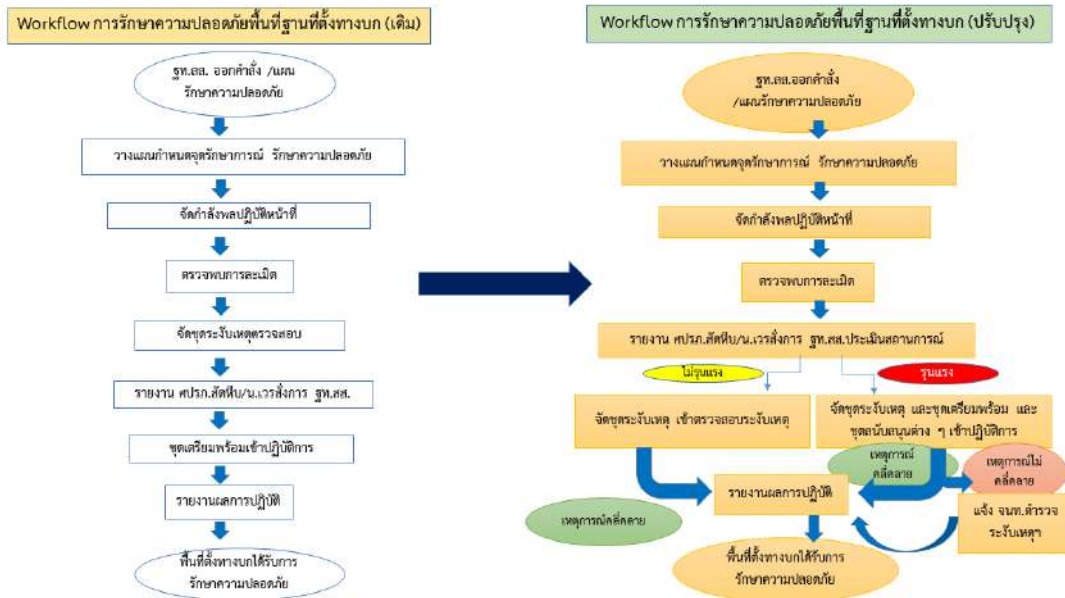 Workflow การรักษาความปลอดภัยพื้นที่ฐานที่ตั้งทางบก (เดิม)
ฐท.สส. ออกคำสั่ง /แผน
รักษาความปลอดภัย
วางแผนกำหนดจุดรักษาการณ์ รักษาความปลอดภัย
จัดกำลังพลปฏิบัติหน้าที่
ตรวจพบการละเมิด
จัดชุดระงับเหตุตรวจสอบ
รายงาน ศปรภ.สัตหีบ/น.เวรสั่งการ ฐท.สส.
ชุดเตรียมพร้อมเข้าปฏิบัติการ
รายงานผลการปฏิบัติ
พื้นที่ตั้งทางบกได้รับการ
รักษาความปลอดภัย
Workflow การรักษาความปลอดภัยพื้นที่ฐานที่ตั้งทางบก (ปรับปรุง)
ฐท.สส.ออกคำสั่ง
/แผนรักษาความปลอดภัย
วางแผนกำหนดจุดรักษาการณ์ รักษาความปลอดภัย
จัดกำลังพลปฏิบัติหน้าที่
ตรวจพบการละเมิด
รายงาน ศปรภ.สัตหีบ/น.เวรสั่งการ ฐท.สส.ประเมินสถานการณ์
ไม่รุนแรง
รุนแรง
จัดชุดระงับเหตุ เข้าตรวจสอบระงับเหตุ
จัดชุดระงับเหตุ และชุดเตรียมพร้อม และ
ชุดสนับสนุนต่าง ๆ เข้าปฏิบัติการ
เหตุการณ์
คลี่คลาย
เหตุการณ์ไม่
คลี่คลาย
รายงานผลการปฏิบัติ
แจ้ง จนท.ตำรวจ
ระงับเหตุฯ
เหตุการณ์คลี่คลาย
พื้นที่ตั้งทางบกได้รับการ
รักษาความปลอดภัย